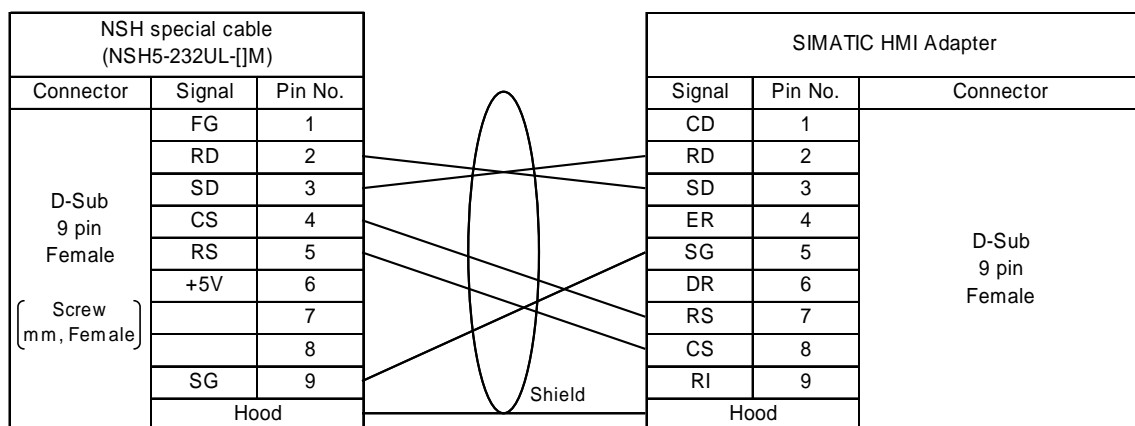 NSH special cable
(NSH5-232UL-[]M)
SIMATIC HMI Adapter
Connector Signal Pin No. Signal Pin No. Connector
FG 1 CD 1
RD 2 RD 2
SD 3 SD 3
CS 4 ER 4
RS 5 SG 5
+5V 6 DR 6
7 RS 7
8 CS 8
SG 9 RI 9
Hood Hood
D-Sub
9 pin
Female
Screw
mm, Female
Shield
D-Sub
9 pin
Female